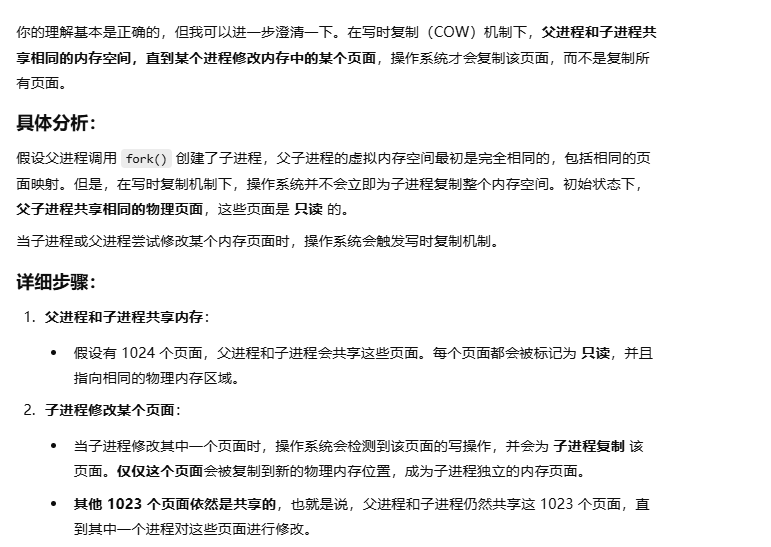 你的理解基本是正确的，但我可以进一步澄清一下。在写时复制（COW）机制下，父进程和子进程共
享相同的内存空间，直到某个进程修改内存中的某个页面，操作系统才会复制该页面，而不是复制所
有页面。
具体分析：
假设父进程调用 fork() 创建了子进程，父子进程的虚拟内存空间最初是完全相同的，包括相同的页
面映射。但是，在写时复制机制下，操作系统并不会立即为子进程复制整个内存空间。初始状态下，
父子进程共享相同的物理页面，这些页面是 只读 的。
当子进程或父进程尝试修改某个内存页面时，操作系统会触发写时复制机制。
详细步骤：
1. 父进程和子进程共享内存：
• 假设有 1024 个页面，父进程和子进程会共享这些页面。每个页面都会被标记为 只读，并且
指向相同的物理内存区域。
2. 子进程修改某个页面：
• 当子进程修改其中一个页面时，操作系统会检测到该页面的写操作，并会为 子进程复制 该
页面。仅仅这个页面会被复制到新的物理内存位置，成为子进程独立的内存页面。
• 其他 1023 个页面依然是共享的，也就是说，父进程和子进程仍然共享这 1023 个页面，直
到其中一个进程对这些页面进行修改。